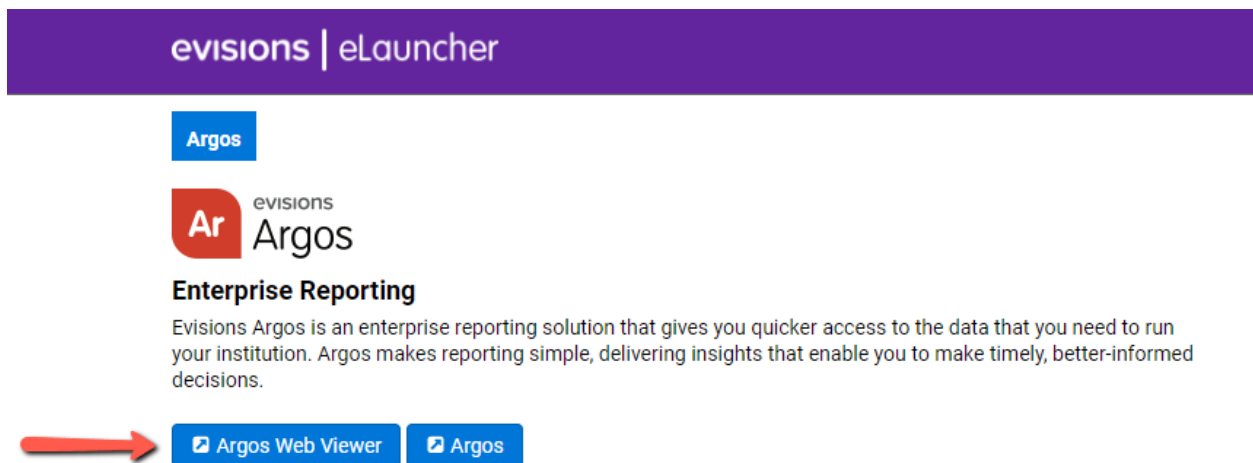 evisions | eLauncher
Argos
Ar
evisions
Argos
Enterprise Reporting
Evisions Argos is an enterprise reporting solution that gives you quicker access to the data that you need to run
your institution. Argos makes reporting simple, delivering insights that enable you to make timely, better-informed
decisions.
Argos Web Viewer Argos